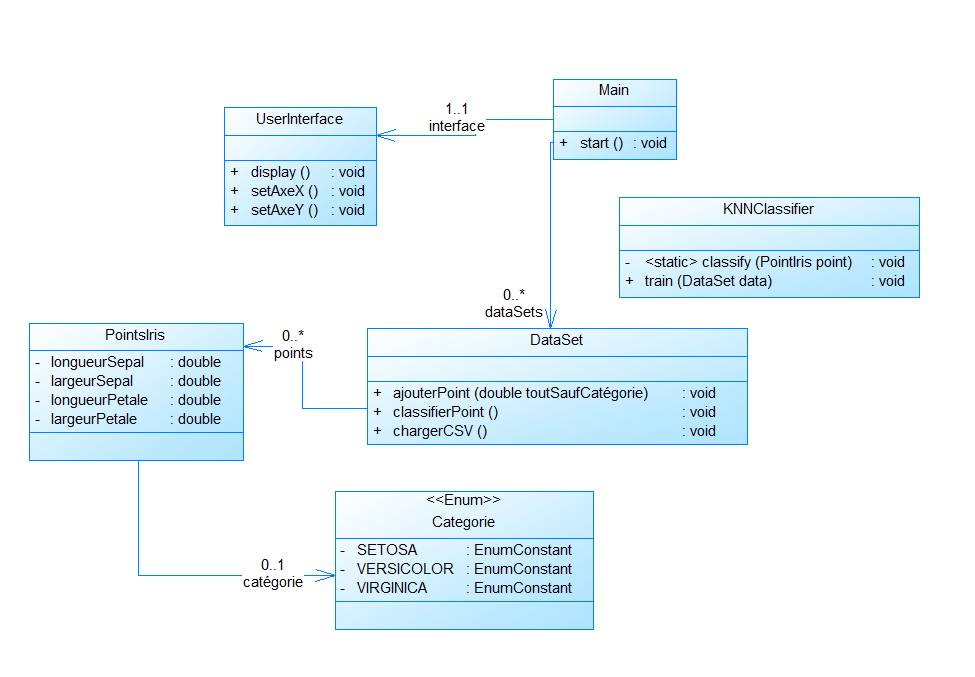 Main
+ start () : void
1..1
interface
UserInterface
+ display () : void
+ setAxeX () : void
+ setAxeY () : void
KNNClassifier
- <static> classify (PointIris point) : void
+ train (DataSet data) : void
0..*
dataSets
DataSet
+ ajouterPoint (double toutSaufCatégorie) : void
+ classifierPoint () : void
+ chargerCSV () : void
0..*
points
PointsIris
- longueurSepal : double
- largeurSepal : double
- longueurPetale : double
- largeurPetale : double
0..1
catégorie
<<Enum>>
Categorie
- SETOSA : EnumConstant
- VERSICOLOR : EnumConstant
- VIRGINICA : EnumConstant